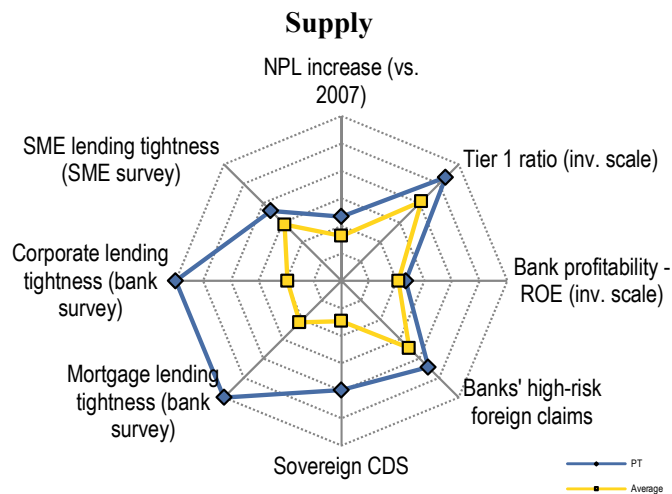 Supply
NPL increase (vs.
2007)
Tier 1 ratio (inv. scale)
Bank profitability -
ROE (inv. scale)
Banks' high-risk
foreign claims
Sovereign CDS
Mortgage lending
tightness (bank
survey)
Corporate lending
tightness (bank
survey)
SME lending tightness
(SME survey)
PT
Average